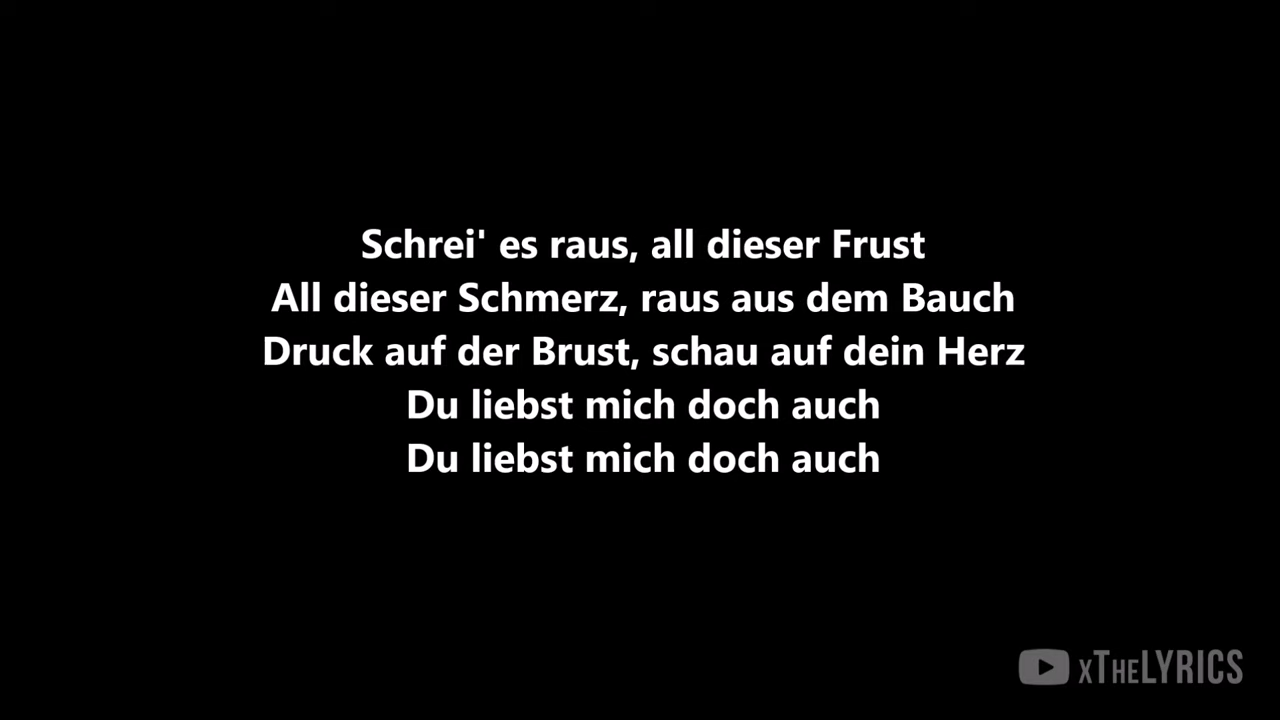 Schrei' es raus, all dieser Frust
All dieser Schmerz, raus aus dem Bauch
Druck auf der Brust, schau auf dein Herz
Du liebst mich doch auch
Du liebst mich doch auch
xTheLYRICS